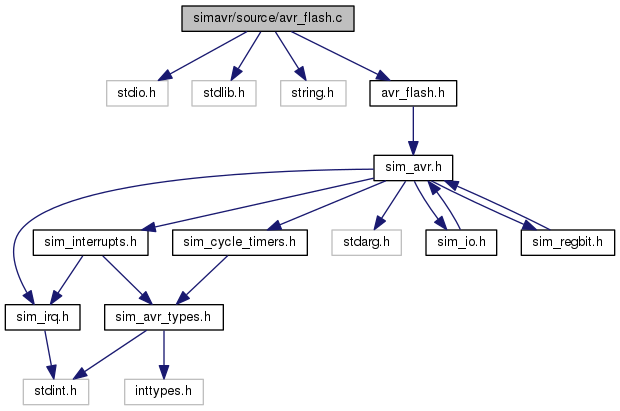 simavr/source/avr_flash.c
stdio.h
stdlib.h
string.h
avr_flash.h
sim_avr.h
sim_interrupts.h
sim_cycle_timers.h
stdarg.h
sim_io.h
sim_regbit.h
sim_irq.h
sim_avr_types.h
stdint.h
inttypes.h